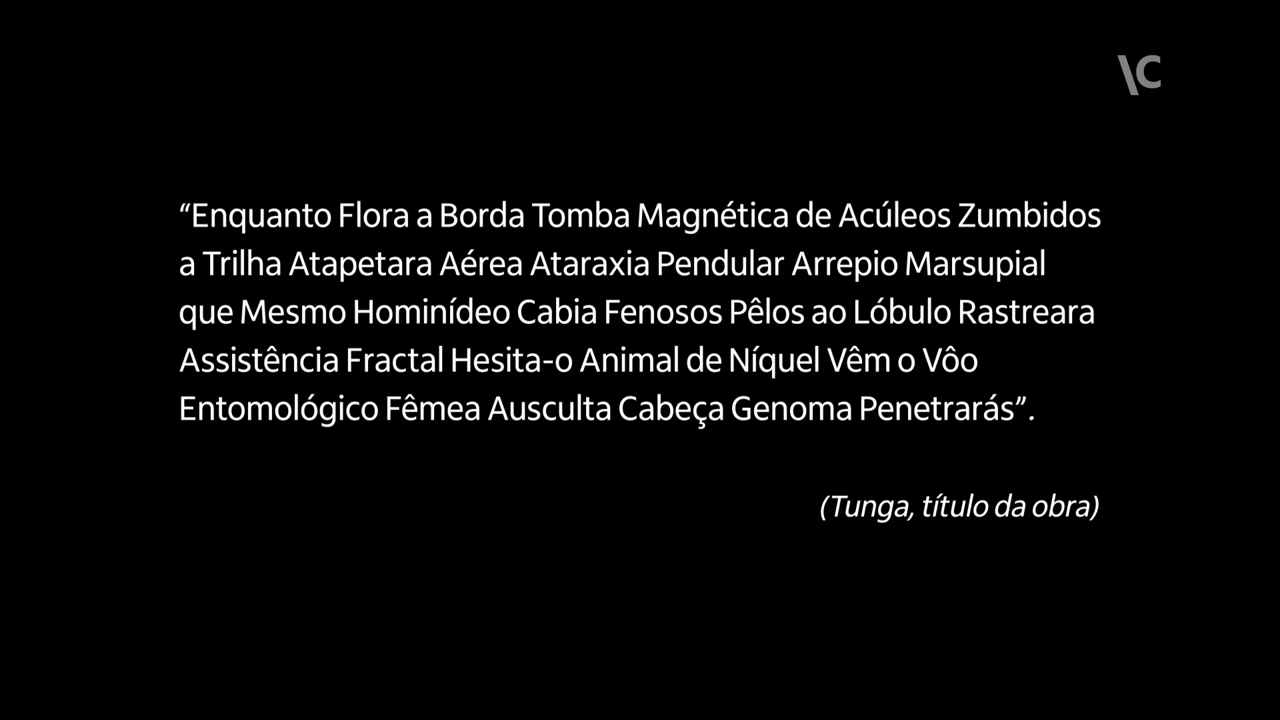 \C
“Enquanto Flora a Borda Tomba Magnética de Acúleos Zumbidos
a Trilha Atapetara Aérea Ataraxia Pendular Arrepio Marsupial
que Mesmo Hominídeo Cabia Fenosos Pêlos ao Lóbulo Rastreara
Assistência Fractal Hesita-o Animal de Níquel Vêm o Vôo
Entomológico Fêmea Ausculta Cabeça Genoma Penetrarás”.
(Tunga, título da obra)